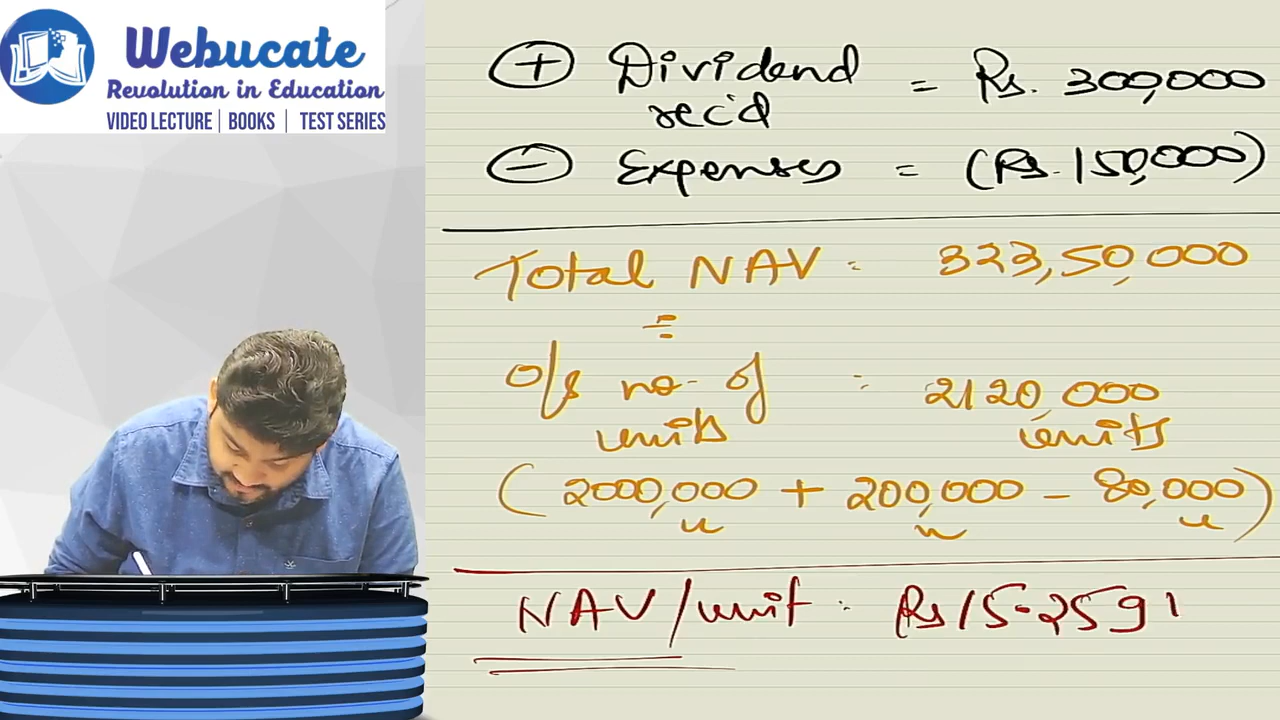 Webucate
Revolution in Education
VIDEO LECTURE | BOOKS | TEST SERIES
+ Dividend rec'd = Rs. 300,000
- Expenses = (Rs. 150,000)
Total NAV : 323,50,000
÷
o/s no. of units : 2120,000 units
(2000,000 u + 200,000 u - 80,000 u)
NAV/unit : Rs 15.2591